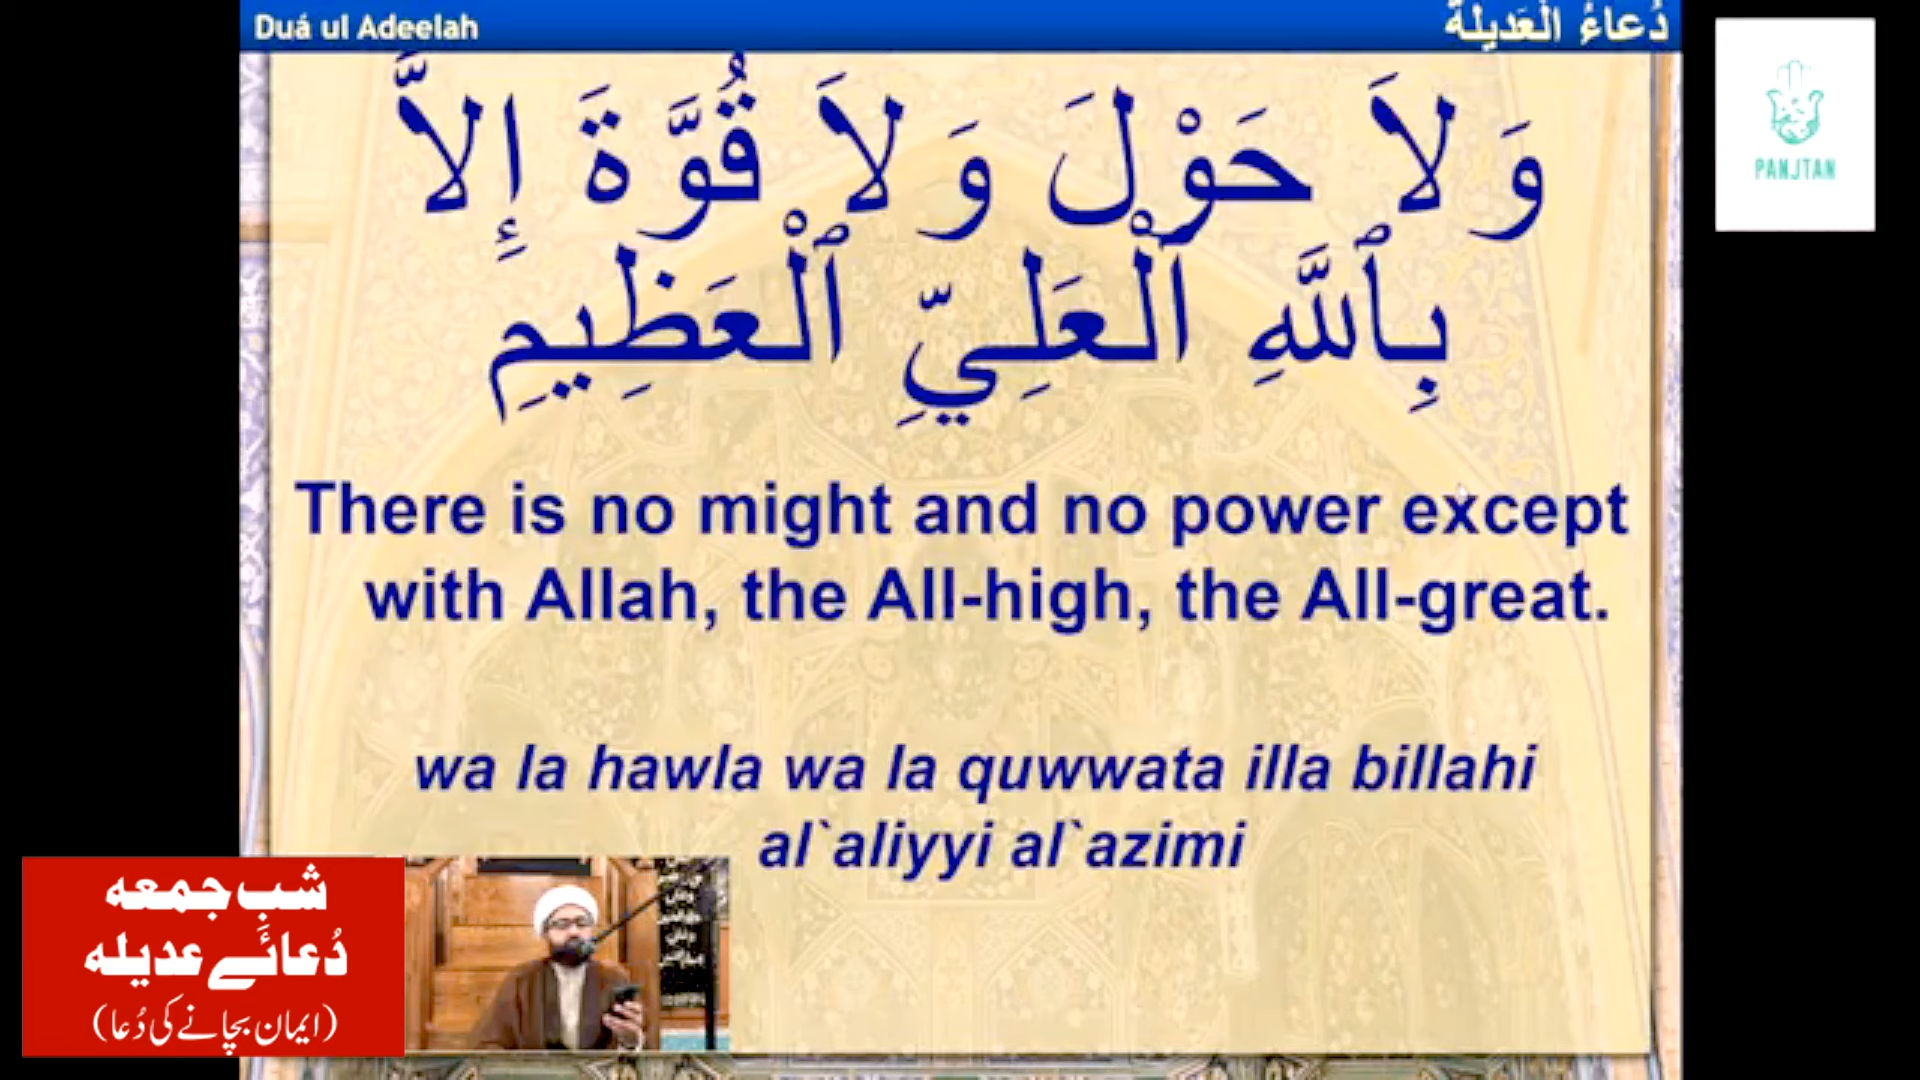 Duá ul Adeelah
دُعاءُ الْعَديلة
وَلاَ حَوْلَ وَلاَ قُوَّةَ إِلاَّ
بِٱللَّهِ ٱلْعَلِيِّ ٱلْعَظِيمِ
There is no might and no power except
with Allah, the All-high, the All-great.
wa la hawla wa la quwwata illa billahi
al`aliyyi al`azimi
شبِ جمعه
دُعائے عدیله
(ایمان بچانے کی دُعا)
PANJTAN